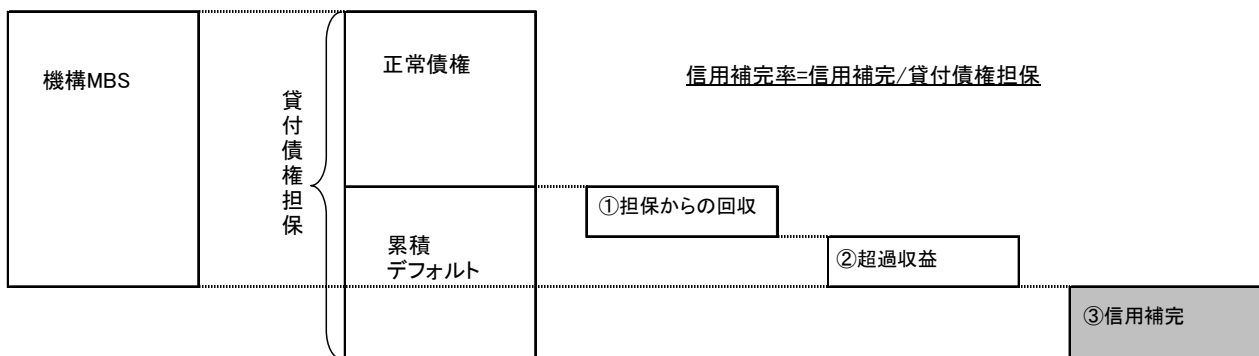 機構MBS
貸付債権担保
正常債権
信用補完率=信用補完/貸付債権担保
①担保からの回収
累積
デフォルト
②超過収益
③信用補完